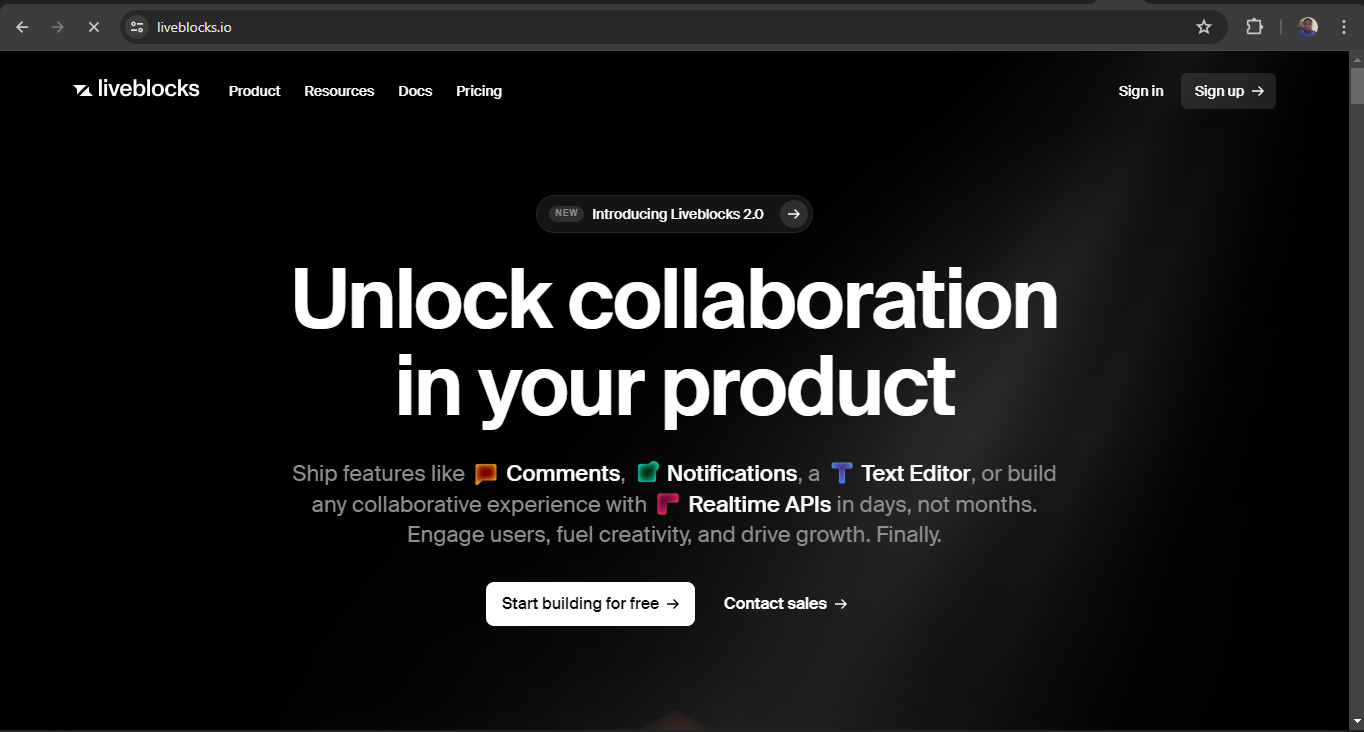 liveblocks.io
liveblocks Product Resources Docs Pricing Sign in Sign up →
NEW Introducing Liveblocks 2.0 →
Unlock collaboration
in your product
Ship features like Comments, Notifications, a Text Editor, or build
any collaborative experience with Realtime APIs in days, not months.
Engage users, fuel creativity, and drive growth. Finally.
Start building for free → Contact sales →